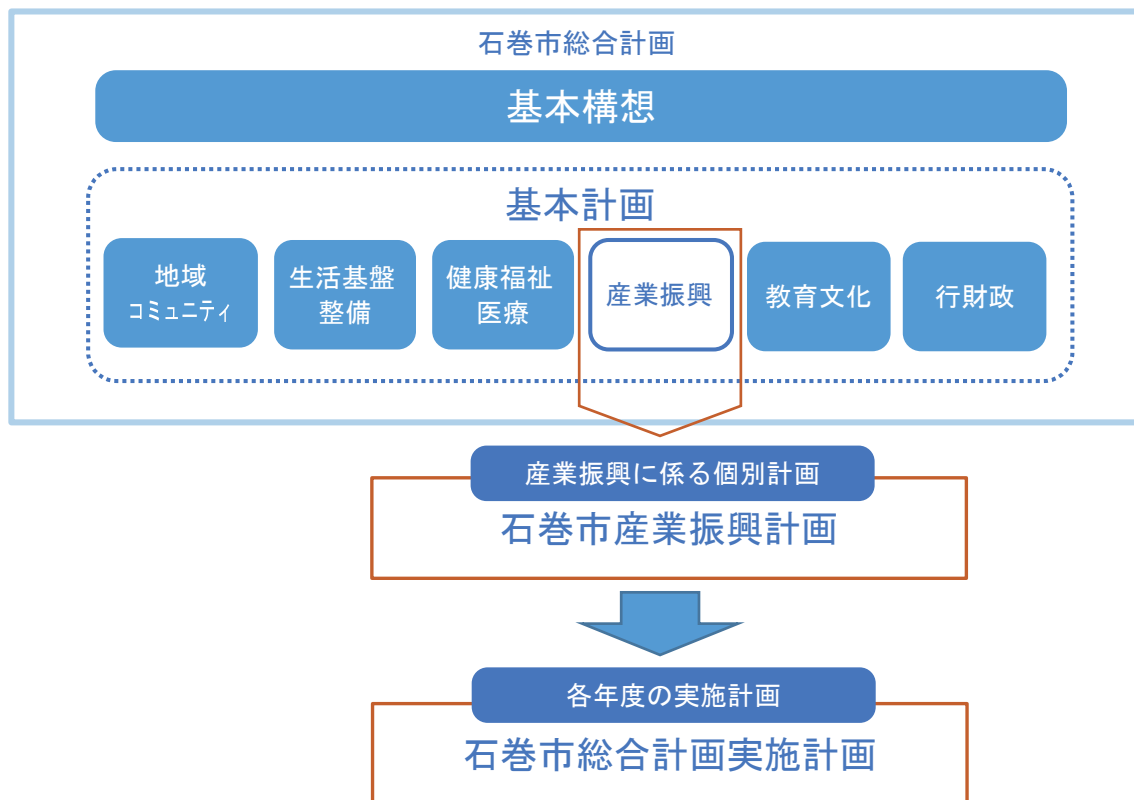 石巻市総合計画
基本構想
基本計画
地域
コミュニティ
生活基盤
整備
健康福祉
医療
産業振興
教育文化
行財政
産業振興に係る個別計画
石巻市産業振興計画
各年度の実施計画
石巻市総合計画実施計画